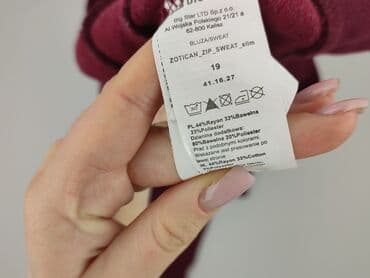 big star LTD Sp.z o.o.
Al.Wojska Polskiego 21/21 a
62-800 Kalisz
BLUZA/SWEAT
ZOTICAN_ZIP_SWEAT_slim
19
41.16.27
PL.44%Rayon 33%Bawełna
23%Poliester
Dzianina dodatkowa:
80%Bawełna 20%Poliester
Prać z podobnymi kolorami.
Wskazane jest prasowanie po
lewej stronie
44%Rayon 33%Cotton